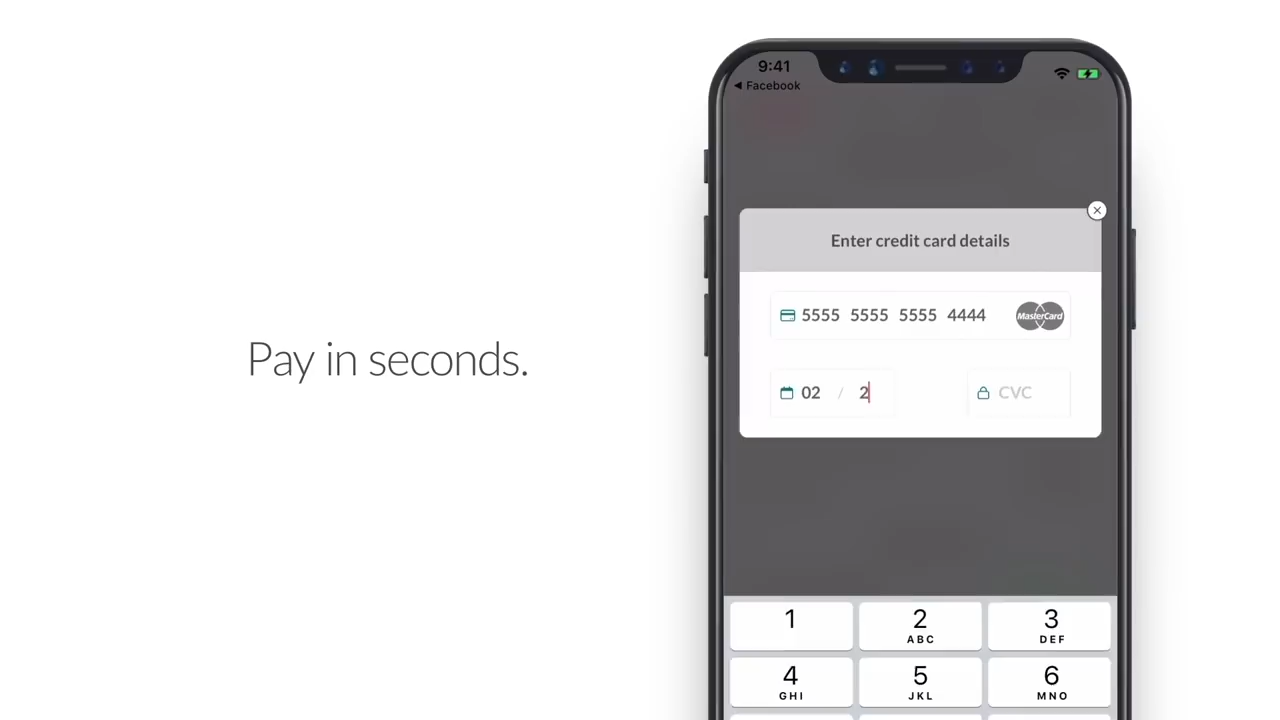 Pay in seconds.
9:41
◀ Facebook
Enter credit card details
5555 5555 5555 4444
MasterCard
02 / 2
CVC
1
2
ABC
3
DEF
4
GHI
5
JKL
6
MNO